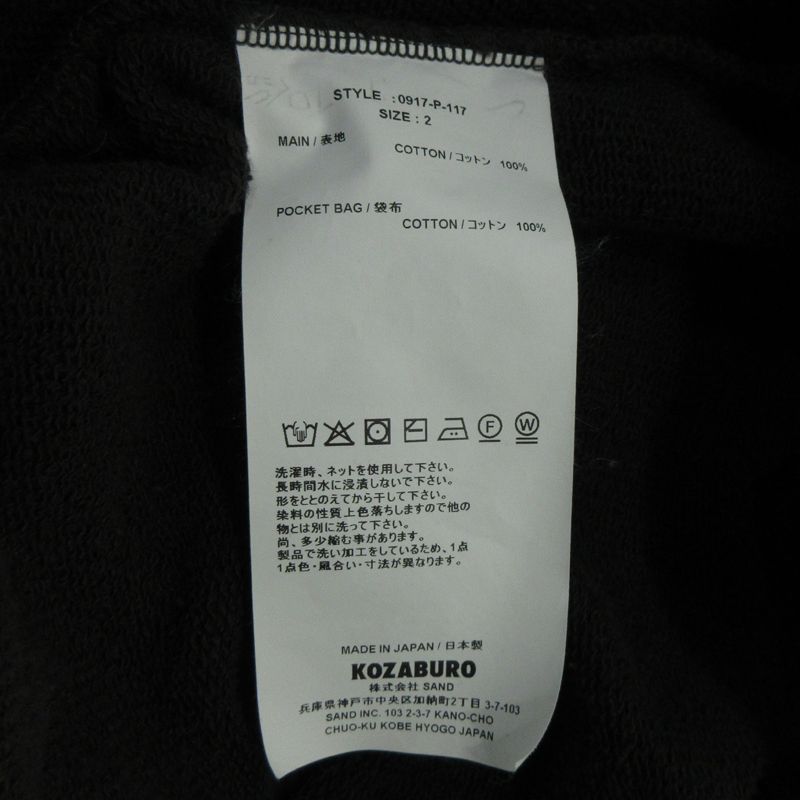 STYLE :0917-P-117
SIZE : 2
MAIN / 表地
COTTON / コットン 100%
POCKET BAG / 袋布
COTTON / コットン 100%
F W
洗濯時、ネットを使用して下さい。
長時間水に浸漬しないで下さい。
形をととのえてから干して下さい。
染料の性質上色落ちしますので他の
物とは別に洗って下さい。
尚、多少縮む事があります。
製品で洗い加工をしているため、1点
1点色・風合い・寸法が異なります。
MADE IN JAPAN / 日本製
KOZABURO
株式会社 SAND
兵庫県神戸市中央区加納町2丁目 3-7-103
SAND INC. 103 2-3-7 KANO-CHO
CHUO-KU KOBE HYOGO JAPAN